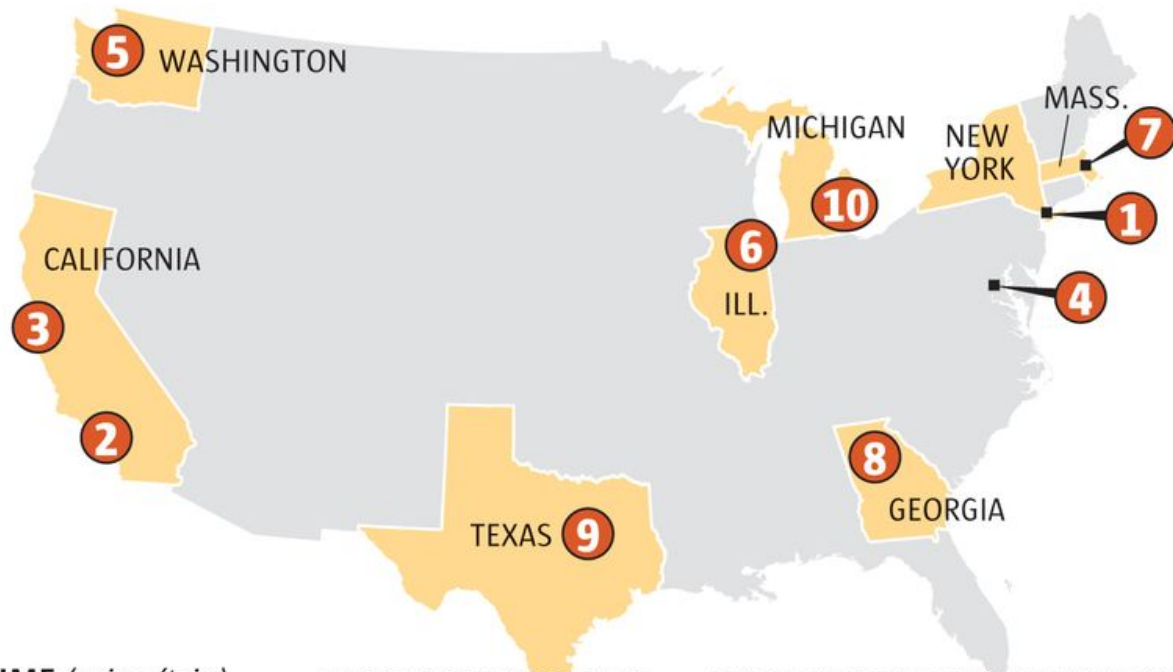 5
WASHINGTON
MASS.
MICHIGAN
NEW
YORK
7
10
1
6
CALIFORNIA
4
3
ILL.
2
8
GEORGIA
TEXAS 9